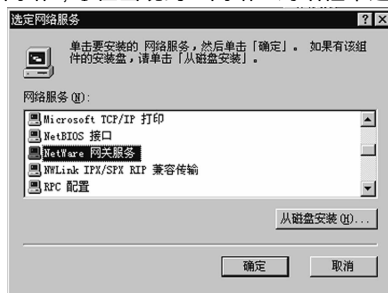 选定网络服务
单击要安装的 网络服务，然后单击「确定」。 如果有该组
件的安装盘，请单击「从磁盘安装」。
网络服务(N):
Microsoft TCP/IP 打印
NetBIOS 接口
NetWare 网关服务
NWLink IPX/SPX RIP 兼容传输
RPC 配置
从磁盘安装(H)...
确定
取消